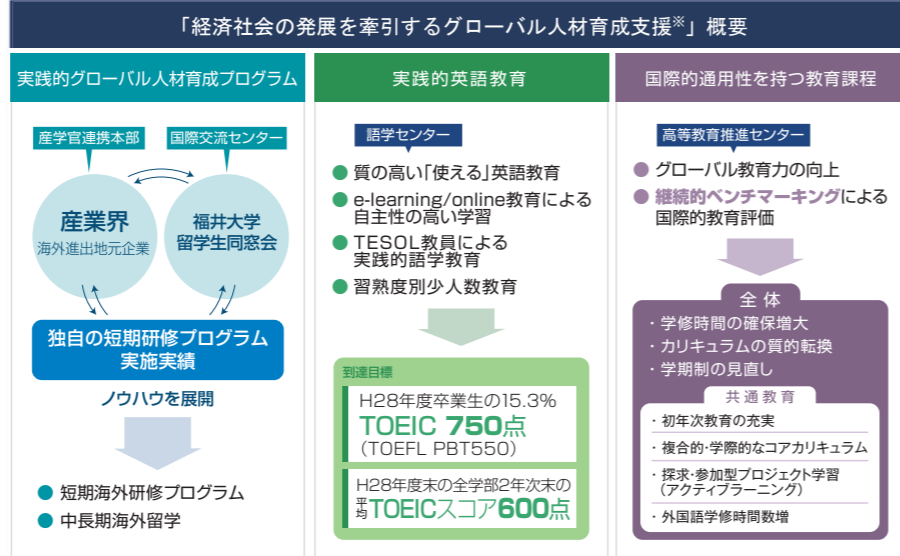 「経済社会の発展を牽引するグローバル人材育成支援※」概要
実践的グローバル人材育成プログラム
産学官連携本部
国際交流センター
産業界
海外進出地元企業
福井大学
留学生同窓会
独自の短期研修プログラム
実施実績
ノウハウを展開
● 短期海外研修プログラム
● 中長期海外留学
実践的英語教育
語学センター
● 質の高い「使える」英語教育
● e-learning/online教育による
自主性の高い学習
● TESOL教員による
実践的語学教育
● 習熟度別少人数教育
到達目標
H28年度卒業生の15.3%
TOEIC 750点
（TOEFL PBT550）
H28年度末の全学部2年次末の
平均TOEICスコア600点
国際的通用性を持つ教育課程
高等教育推進センター
● グローバル教育力の向上
● 継続的ベンチマーキングによる
国際的教育評価
全体
・学修時間の確保増大
・カリキュラムの質的転換
・学期制の見直し
共通教育
・初年次教育の充実
・複合的・学際的なコアカリキュラム
・探求・参加型プロジェクト学習
（アクティブラーニング）
・外国語学修時間数増